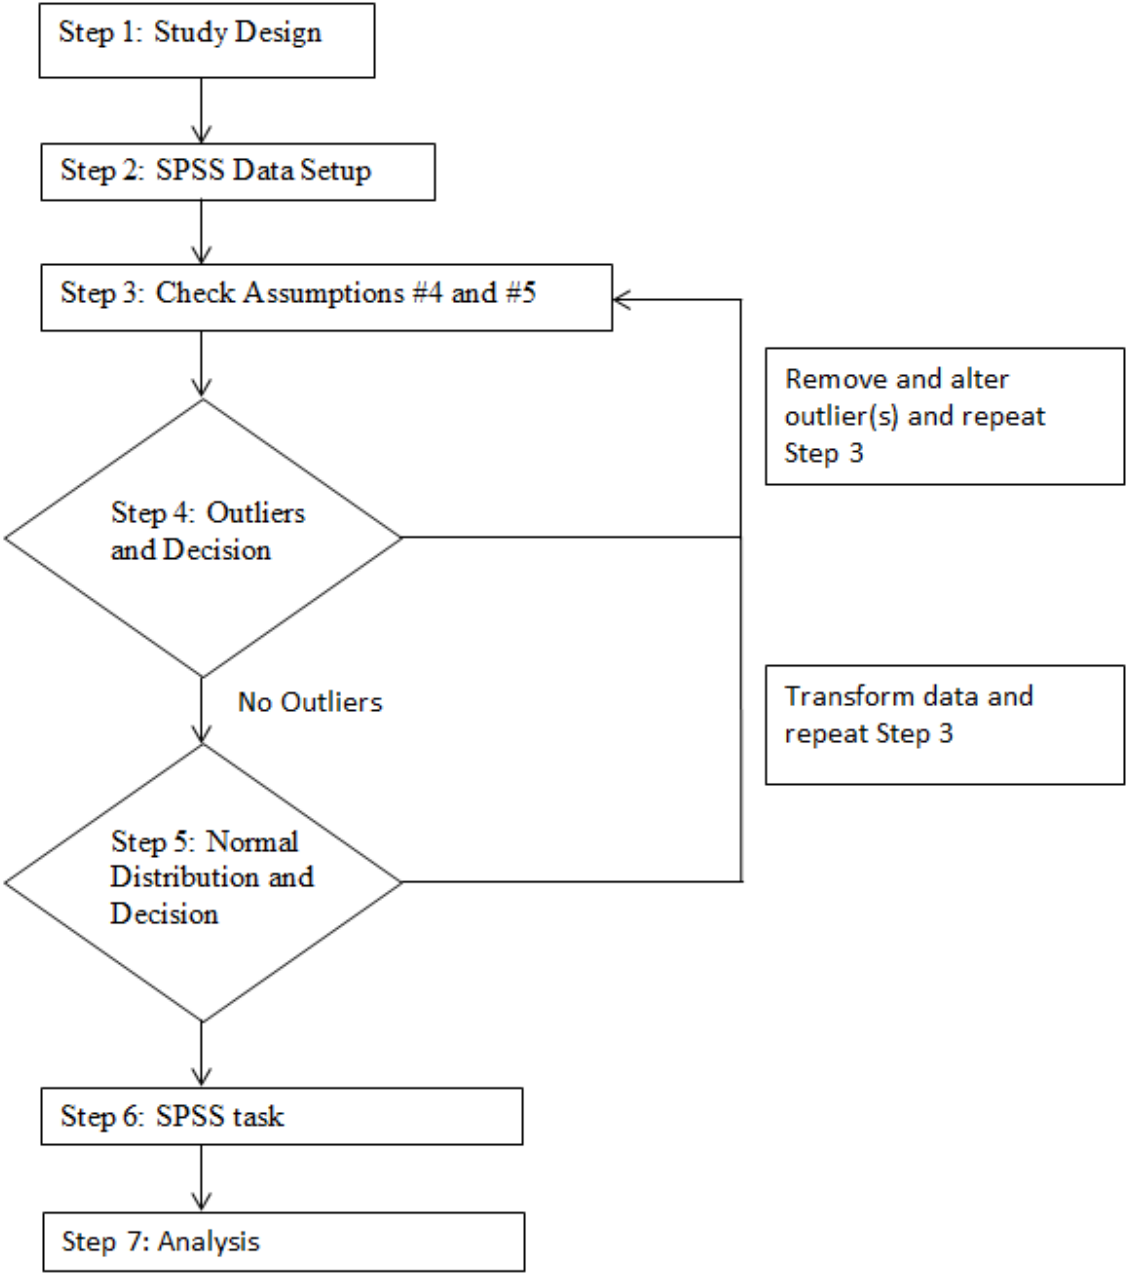 Step 1: Study Design
Step 2: SPSS Data Setup
Step 3: Check Assumptions #4 and #5
Remove and alter
outlier(s) and repeat
Step 3
Step 4: Outliers
and Decision
No Outliers
Transform data and
repeat Step 3
Step 5: Normal
Distribution and
Decision
Step 6: SPSS task
Step 7: Analysis